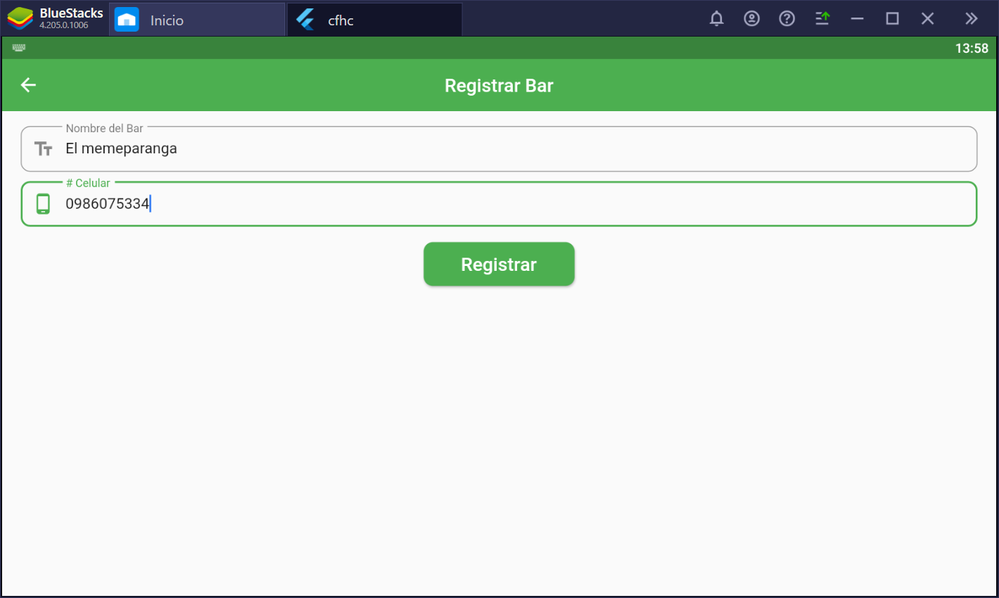 BlueStacks
4.205.0.1006
Inicio
cfhc
13:58
Registrar Bar
Nombre del Bar
El memeparanga
# Celular
0986075334
Registrar